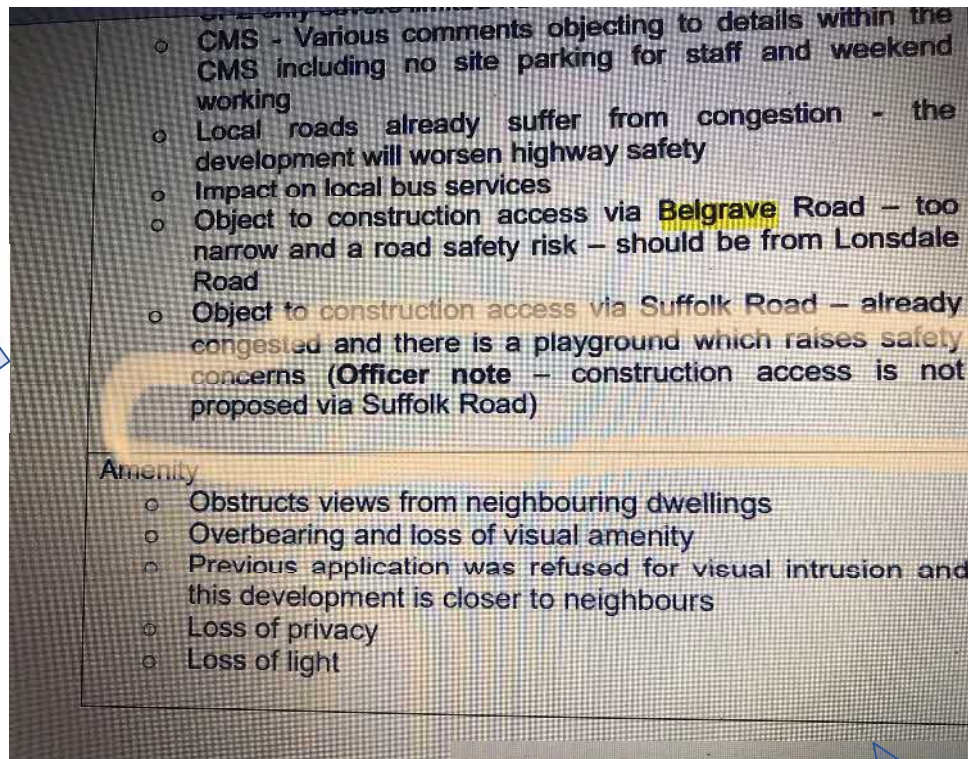 CMS - Various comments objecting to details within the
CMS including no site parking for staff and weekend
working
Local roads already suffer from congestion - the
development will worsen highway safety
Impact on local bus services
Object to construction access via Belgrave Road – too
narrow and a road safety risk – should be from Lonsdale
Road
Object to construction access via Suffolk Road – already
congested and there is a playground which raises safety
concerns (Officer note – construction access is not
proposed via Suffolk Road)
Amenity
Obstructs views from neighbouring dwellings
Overbearing and loss of visual amenity
Previous application was refused for visual intrusion and
this development is closer to neighbours
Loss of privacy
Loss of light